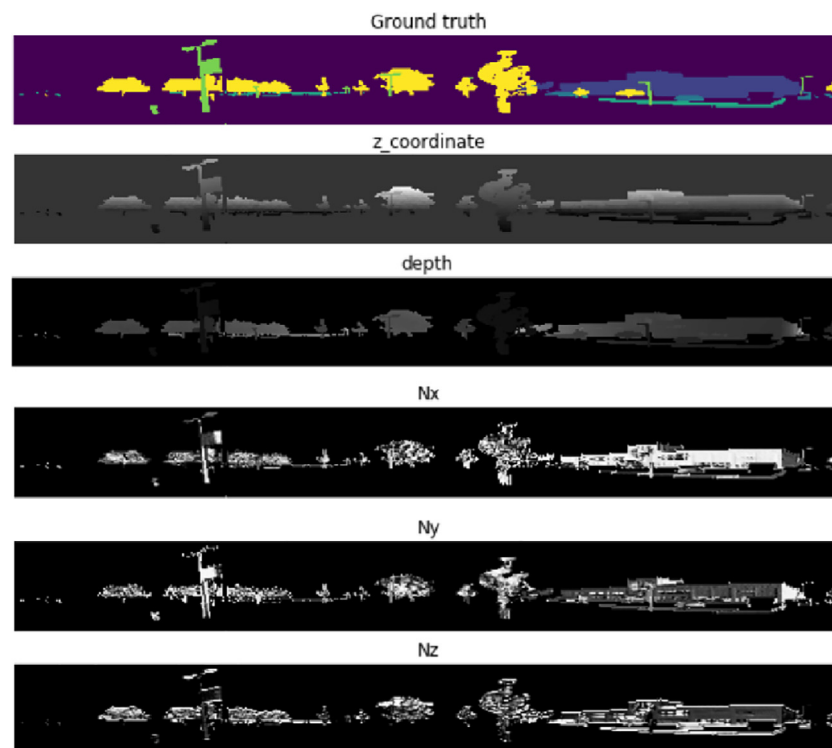 Ground truth
z_coordinate
depth
Nx
Ny
Nz